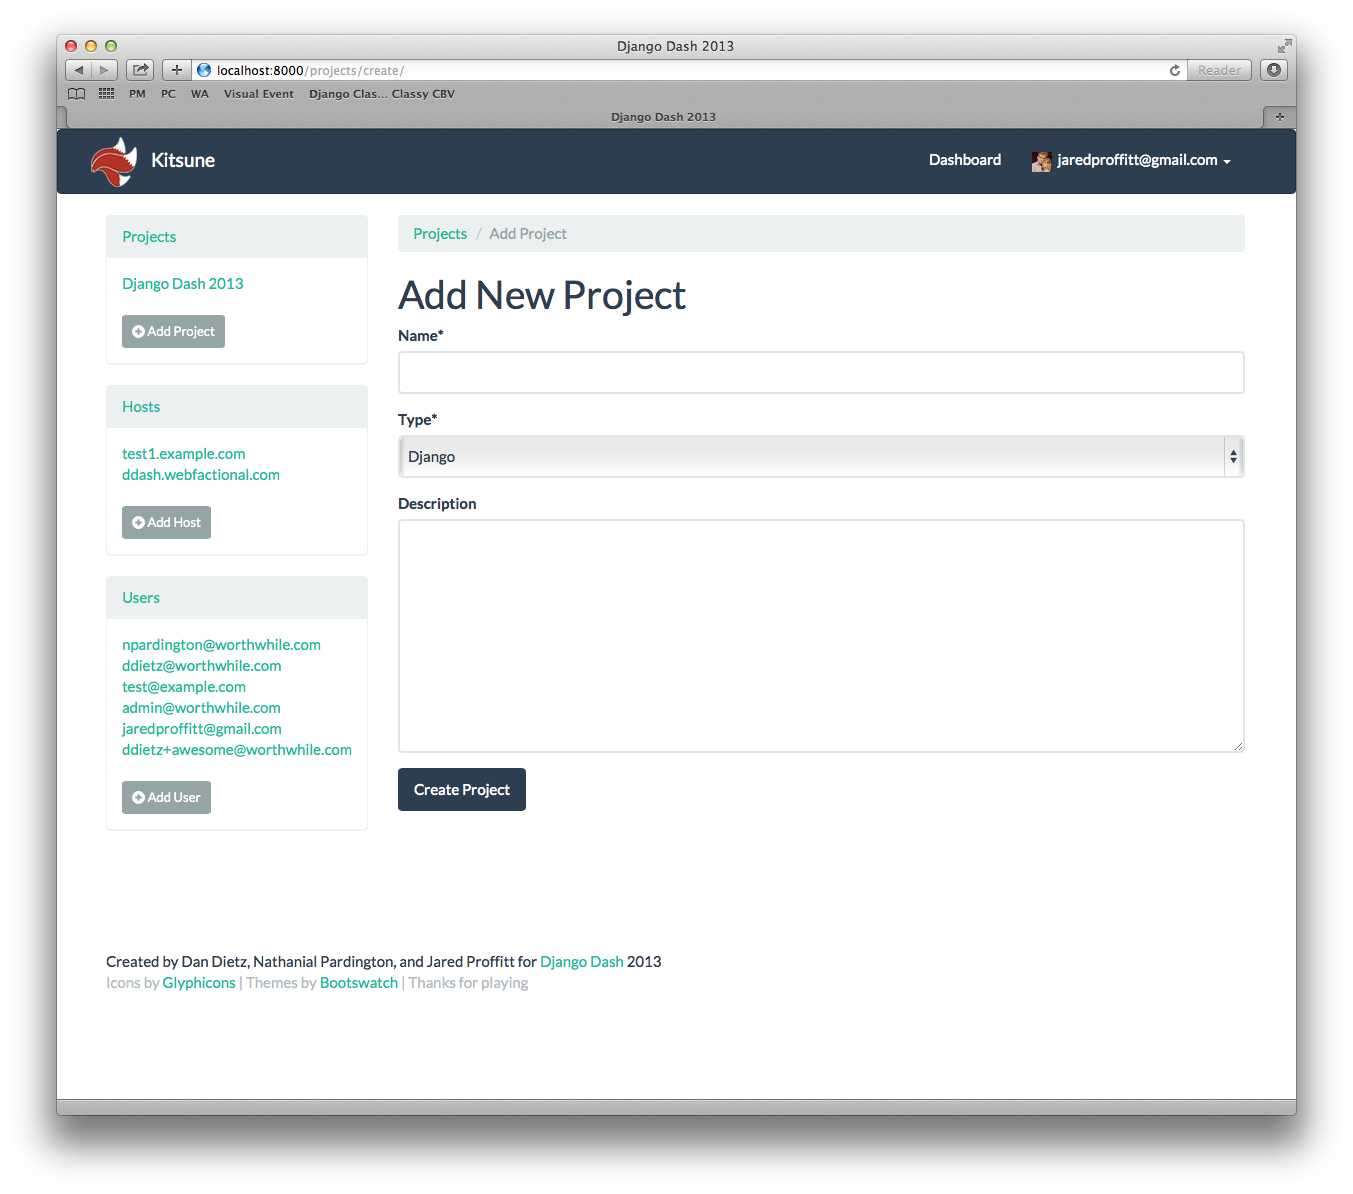 Django Dash 2013
localhost:8000/projects/create/
Reader
PM PC WA Visual Event Django Clas... Classy CBV
Django Dash 2013
Kitsune
Dashboard jaredproffitt@gmail.com
Projects
Django Dash 2013
Add Project
Hosts
test1.example.com
ddash.webfactional.com
Add Host
Users
npardington@worthwhile.com
ddietz@worthwhile.com
test@example.com
admin@worthwhile.com
jaredproffitt@gmail.com
ddietz+awesome@worthwhile.com
Add User
Projects / Add Project
Add New Project
Name*
Type*
Django
Description
Create Project
Created by Dan Dietz, Nathanial Pardington, and Jared Proffitt for Django Dash 2013
Icons by Glyphicons | Themes by Bootswatch | Thanks for playing